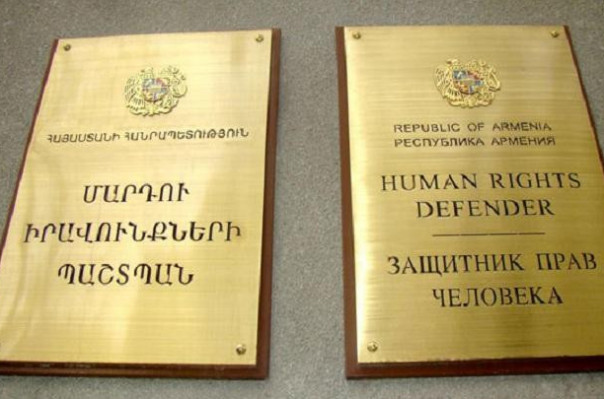 ՀԱՅԱՍՏԱՆԻ ՀԱՆՐԱՊԵՏՈՒԹՅՈՒՆ
ՄԱՐԴՈՒ
ԻՐԱՎՈՒՆՔՆԵՐԻ
ՊԱՇՏՊԱՆ
REPUBLIC OF ARMENIA
РЕСПУБЛИКА АРМЕНИЯ
HUMAN RIGHTS
DEFENDER
ЗАЩИТНИК ПРАВ
ЧЕЛОВЕКА